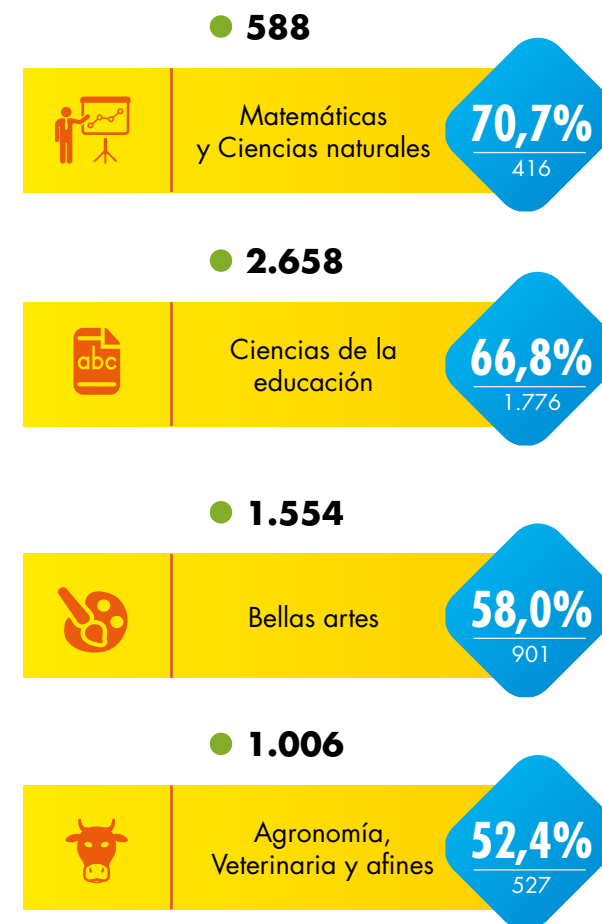 588
Matemáticas
y Ciencias naturales
70,7%
416
2.658
abc
Ciencias de la
educación
66,8%
1.776
1.554
Bellas artes
58,0%
901
1.006
Agronomía,
Veterinaria y afines
52,4%
527